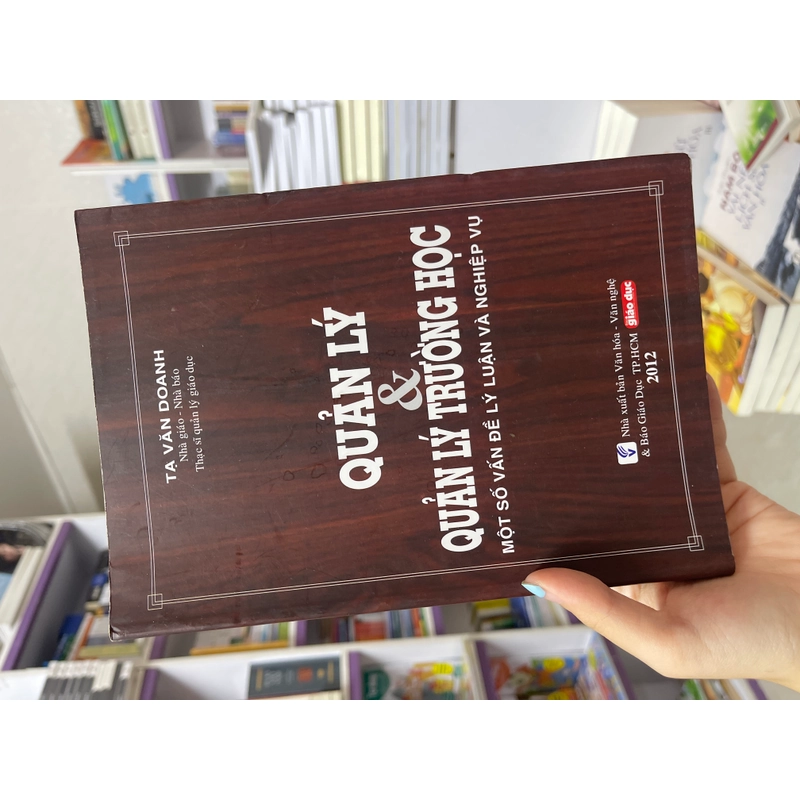 TẠ VĂN DOANH
Nhà giáo - Nhà báo
Thạc sĩ quản lý giáo dục
QUẢN LÝ
&
QUẢN LÝ TRƯỜNG HỌC
MỘT SỐ VẤN ĐỀ LÝ LUẬN VÀ NGHIỆP VỤ
Nhà xuất bản Văn hóa - Văn nghệ
& Báo Giáo Dục TP.HCM giáo dục
2012